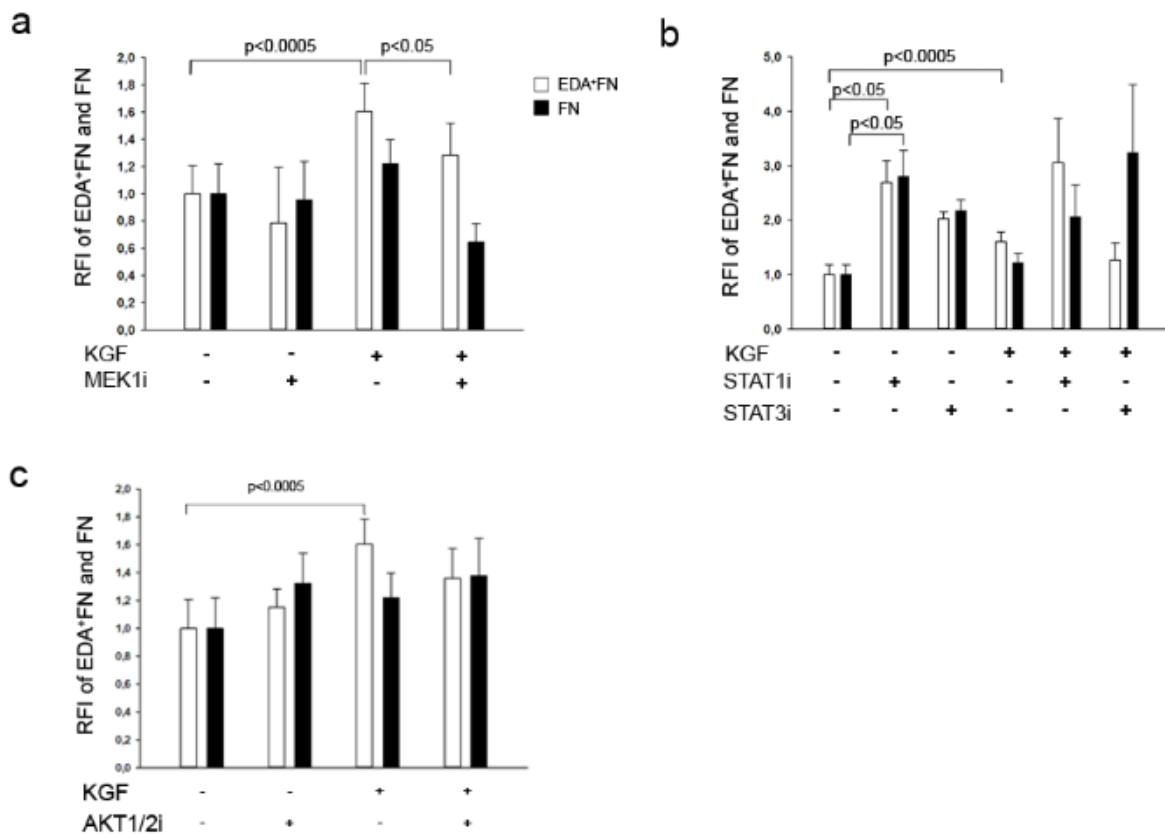 a
p<0.0005
p<0.05
2,0
1,8
1,6
1,4
1,2
1,0
0,8
0,6
0,4
0,2
0,0
RFI of EDA⁺FN and FN
EDA⁺FN
FN
KGF - - + +
MEK1i - + - +
b
p<0.0005
p<0.05
p<0.05
5,0
4,0
3,0
2,0
1,0
0,0
RFI of EDA⁺FN and FN
KGF - - - + + +
STAT1i - + - - + -
STAT3i - - + - - +
c
p<0.0005
2,0
1,8
1,6
1,4
1,2
1,0
0,8
0,6
0,4
0,2
0,0
RFI of EDA⁺FN and FN
KGF - - + +
AKT1/2i - + - +